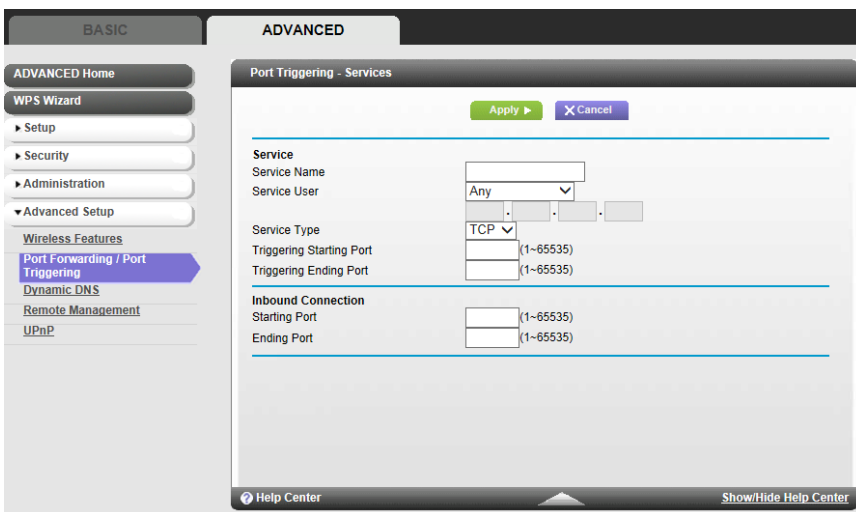 BASIC
ADVANCED
ADVANCED Home
WPS Wizard
Setup
Security
Administration
Advanced Setup
Wireless Features
Port Forwarding / Port
Triggering
Dynamic DNS
Remote Management
UPnP
Port Triggering - Services
Apply
X Cancel
Service
Service Name
Service User
Any
. . .
Service Type
TCP
Triggering Starting Port
(1~65535)
Triggering Ending Port
(1~65535)
Inbound Connection
Starting Port
(1~65535)
Ending Port
(1~65535)
? Help Center
Show/Hide Help Center